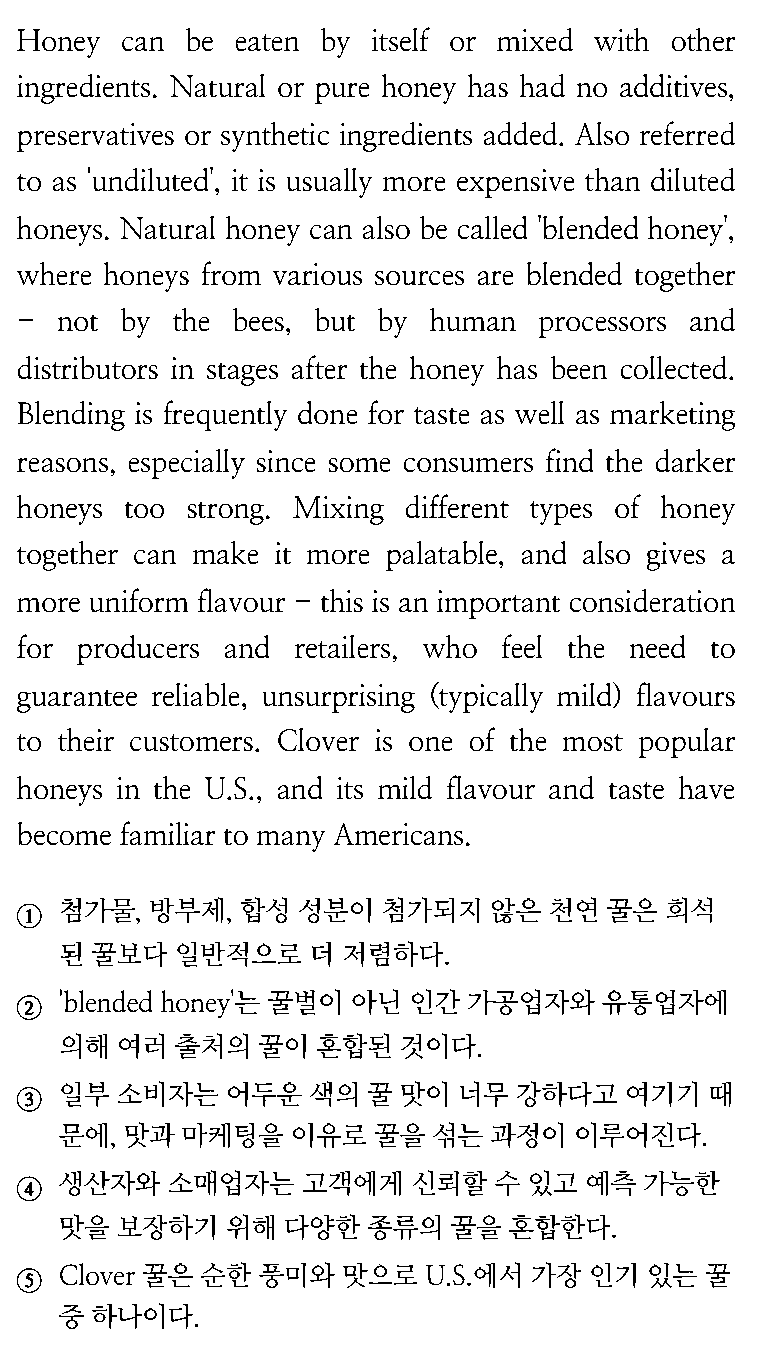 Honey can be eaten by itself or mixed with other
ingredients. Natural or pure honey has had no additives,
preservatives or synthetic ingredients added. Also referred
to as 'undiluted', it is usually more expensive than diluted
honeys. Natural honey can also be called 'blended honey',
where honeys from various sources are blended together
– not by the bees, but by human processors and
distributors in stages after the honey has been collected.
Blending is frequently done for taste as well as marketing
reasons, especially since some consumers find the darker
honeys too strong. Mixing different types of honey
together can make it more palatable, and also gives a
more uniform flavour – this is an important consideration
for producers and retailers, who feel the need to
guarantee reliable, unsurprising (typically mild) flavours
to their customers. Clover is one of the most popular
honeys in the U.S., and its mild flavour and taste have
become familiar to many Americans.
① 첨가물, 방부제, 합성 성분이 첨가되지 않은 천연 꿀은 희석
된 꿀보다 일반적으로 더 저렴하다.
② 'blended honey'는 꿀벌이 아닌 인간 가공업자와 유통업자에
의해 여러 출처의 꿀이 혼합된 것이다.
③ 일부 소비자는 어두운 색의 꿀 맛이 너무 강하다고 여기기 때
문에, 맛과 마케팅을 이유로 꿀을 섞는 과정이 이루어진다.
④ 생산자와 소매업자는 고객에게 신뢰할 수 있고 예측 가능한
맛을 보장하기 위해 다양한 종류의 꿀을 혼합한다.
⑤ Clover 꿀은 순한 풍미와 맛으로 U.S.에서 가장 인기 있는 꿀
중 하나이다.